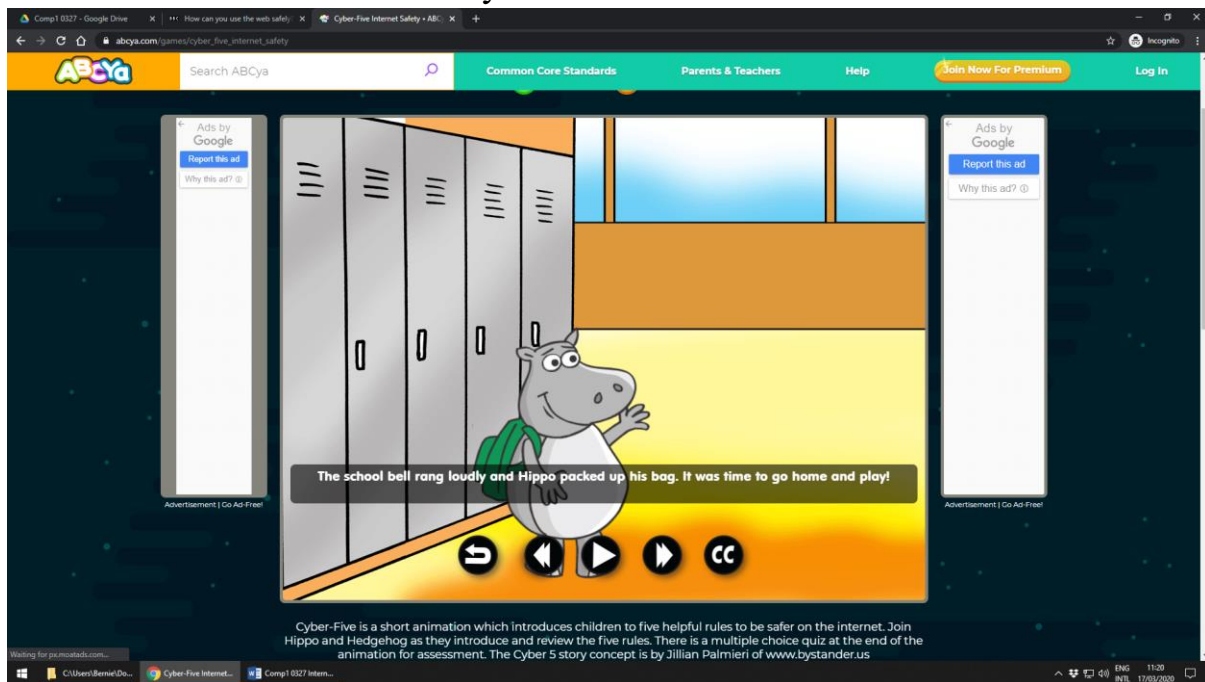 Comp1 0327 - Google Drive
How can you use the web safely
Cyber-Five Internet Safety • ABC
abcya.com/games/cyber_five_internet_safety
Incognito
ABCYa
Search ABCya
Common Core Standards
Parents & Teachers
Help
Join Now For Premium
Log In
Ads by
Google
Report this ad
Why this ad?
Advertisement | Go Ad-Free!
Ads by
Google
Report this ad
Why this ad?
Advertisement | Go Ad-Free!
The school bell rang loudly and Hippo packed up his bag. It was time to go home and play!
CC
Cyber-Five is a short animation which introduces children to five helpful rules to be safer on the internet. Join
Hippo and Hedgehog as they introduce and review the five rules. There is a multiple choice quiz at the end of the
animation for assessment. The Cyber 5 story concept is by Jillian Palmieri of www.bystander.us
Waiting for px.moatads.com...
C:\Users\Bernie\Do...
Cyber-Five Internet...
Comp1 0327 Intern...
ENG
INTL
11:20
17/03/2020